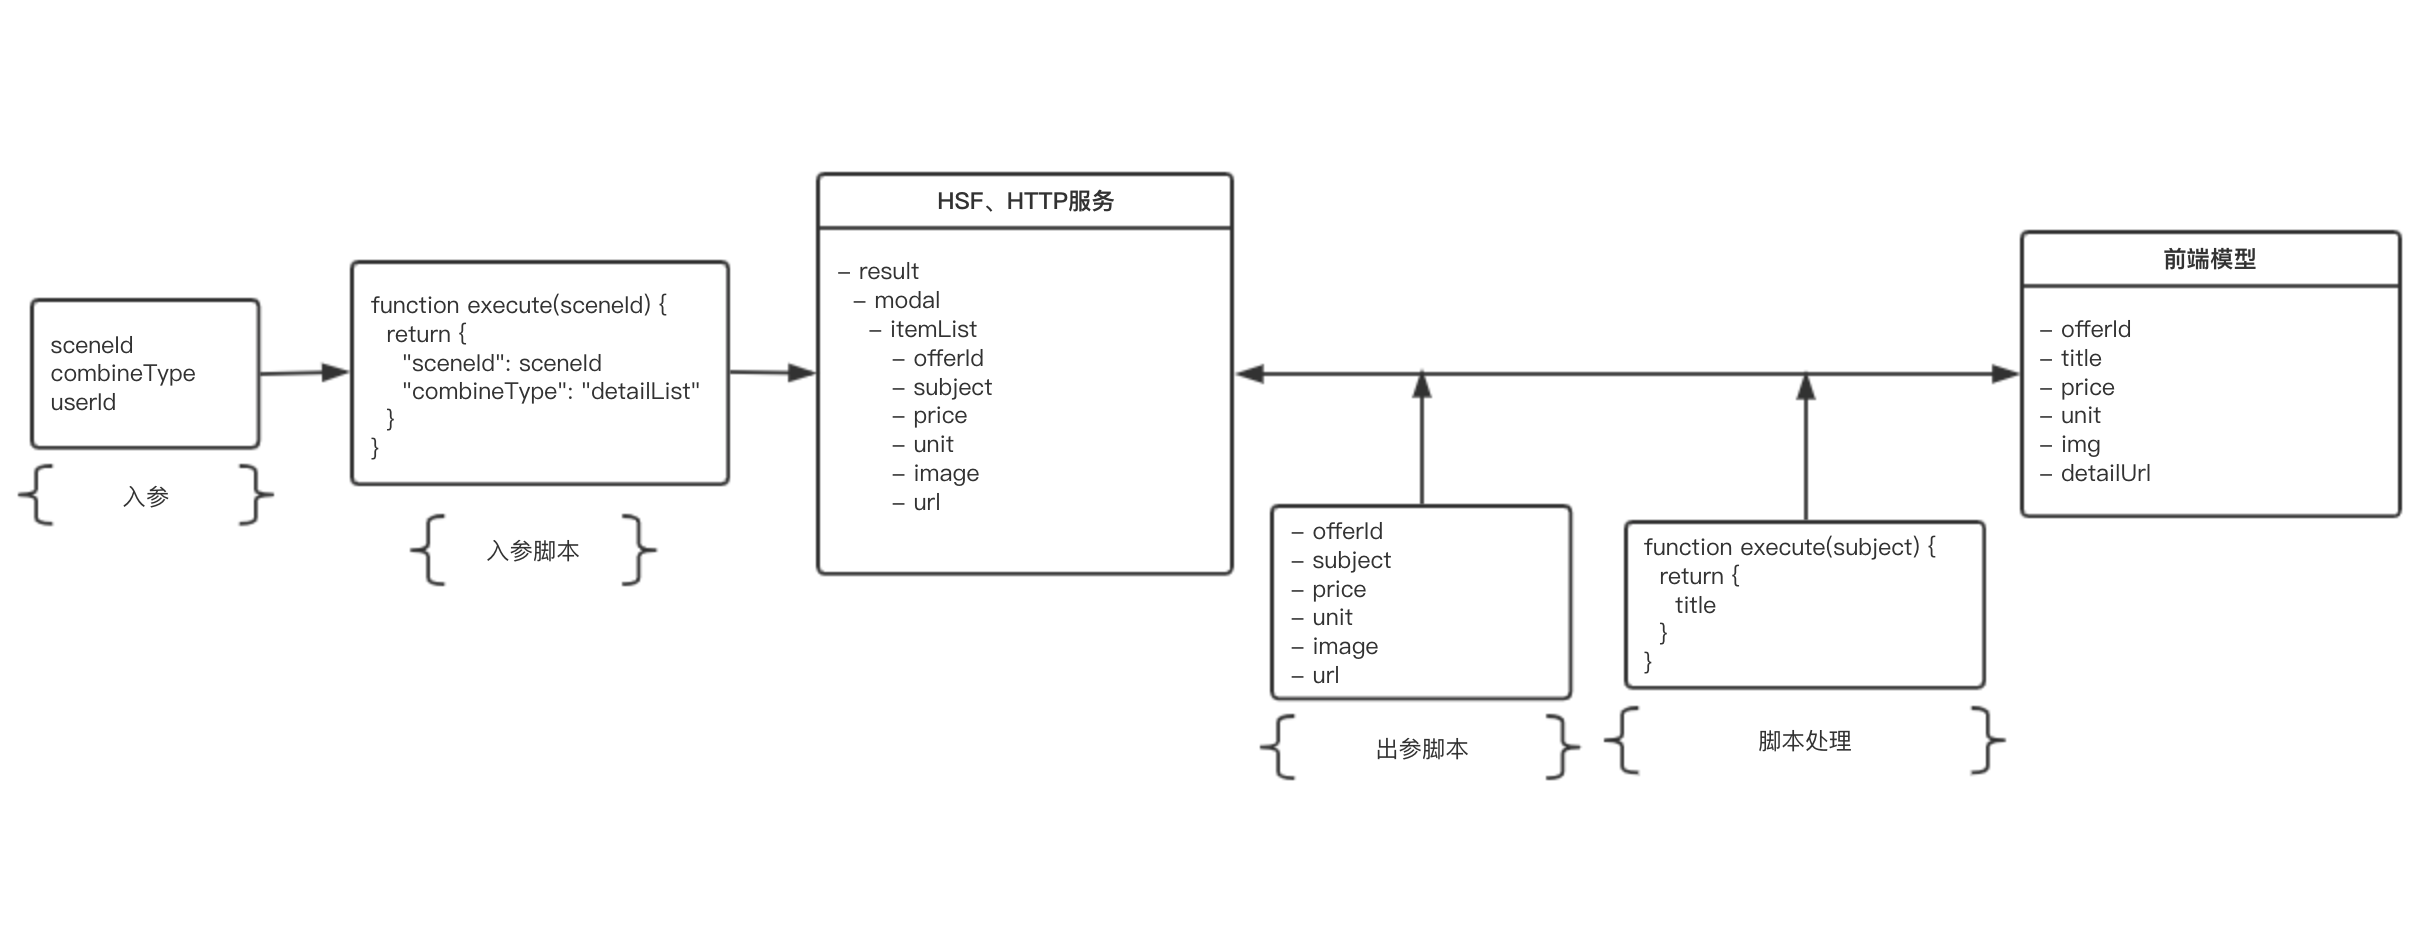 sceneId
combineType
userId
入参
function execute(sceneId) {
return {
"sceneId": sceneId
"combineType": "detailList"
}
}
入参脚本
HSF、HTTP服务
– result
– modal
– itemList
– offerId
– subject
– price
– unit
– image
– url
– offerId
– subject
– price
– unit
– image
– url
出参脚本
function execute(subject) {
return {
title
}
}
脚本处理
前端模型
– offerId
– title
– price
– unit
– img
– detailUrl